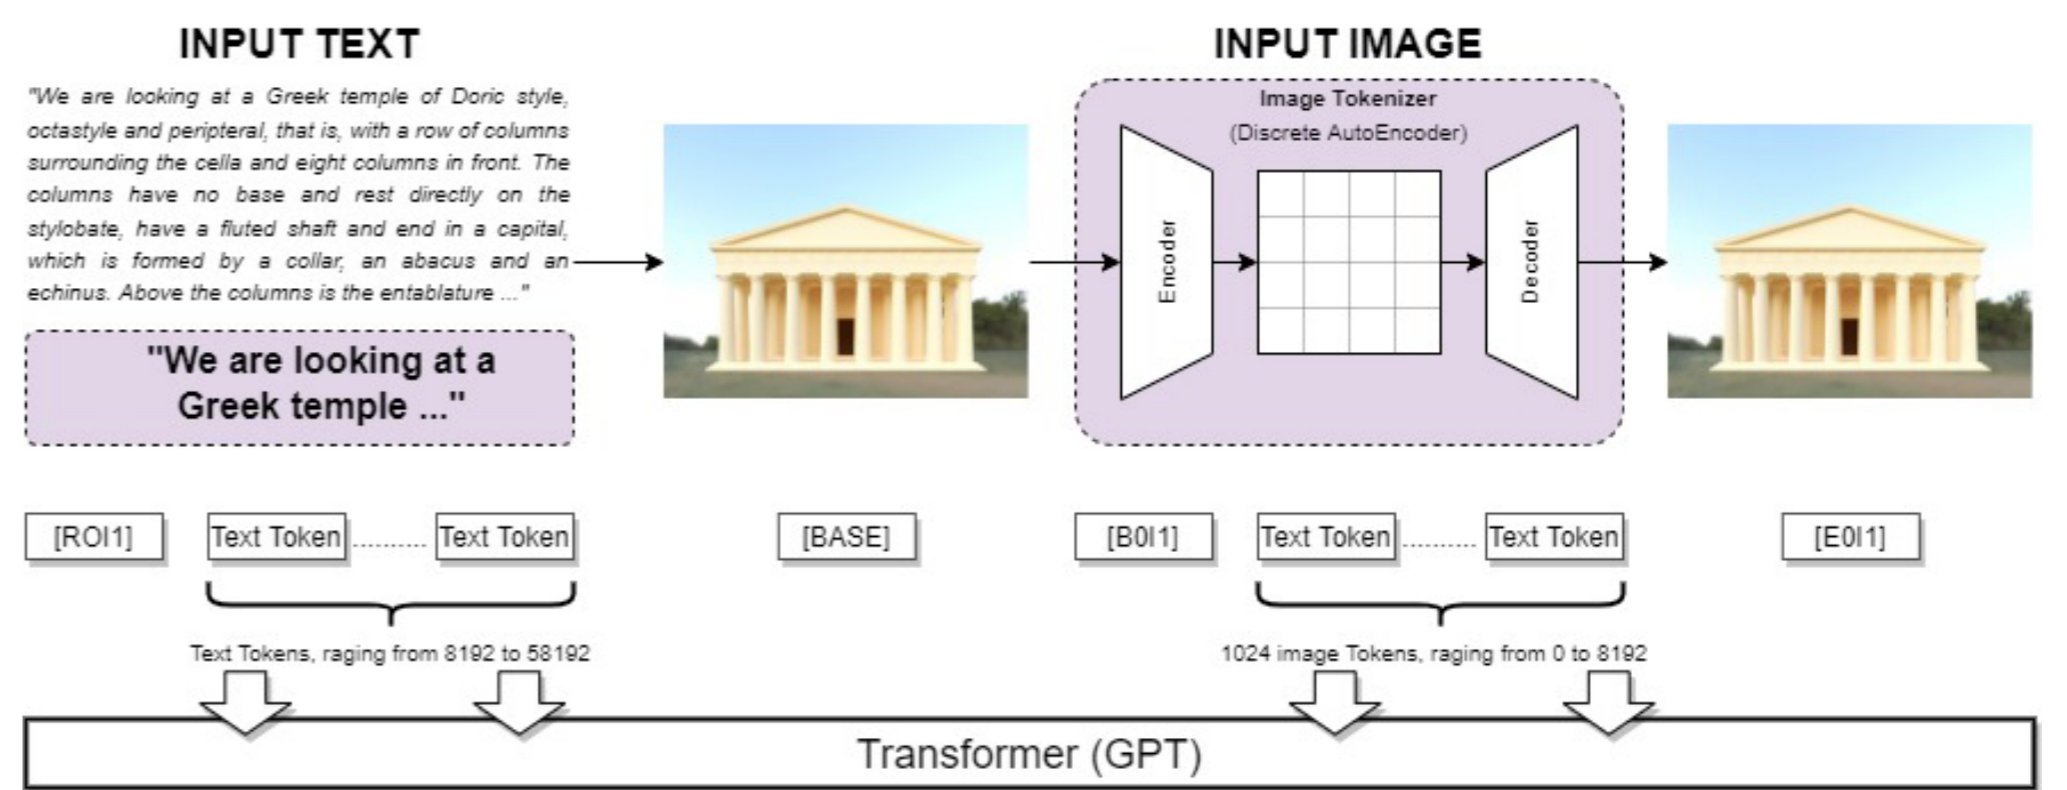 INPUT TEXT
"We are looking at a Greek temple of Doric style,
octastyle and peripteral, that is, with a row of columns
surrounding the cella and eight columns in front. The
columns have no base and rest directly on the
stylobate, have a fluted shaft and end in a capital,
which is formed by a collar, an abacus and an
echinus. Above the columns is the entablature ..."
"We are looking at a
Greek temple ..."
INPUT IMAGE
Image Tokenizer
(Discrete AutoEncoder)
Encoder
Decoder
[ROI1]
Text Token
..........
Text Token
[BASE]
[B0I1]
Text Token
..........
Text Token
[E0I1]
Text Tokens, raging from 8192 to 58192
1024 image Tokens, raging from 0 to 8192
Transformer (GPT)